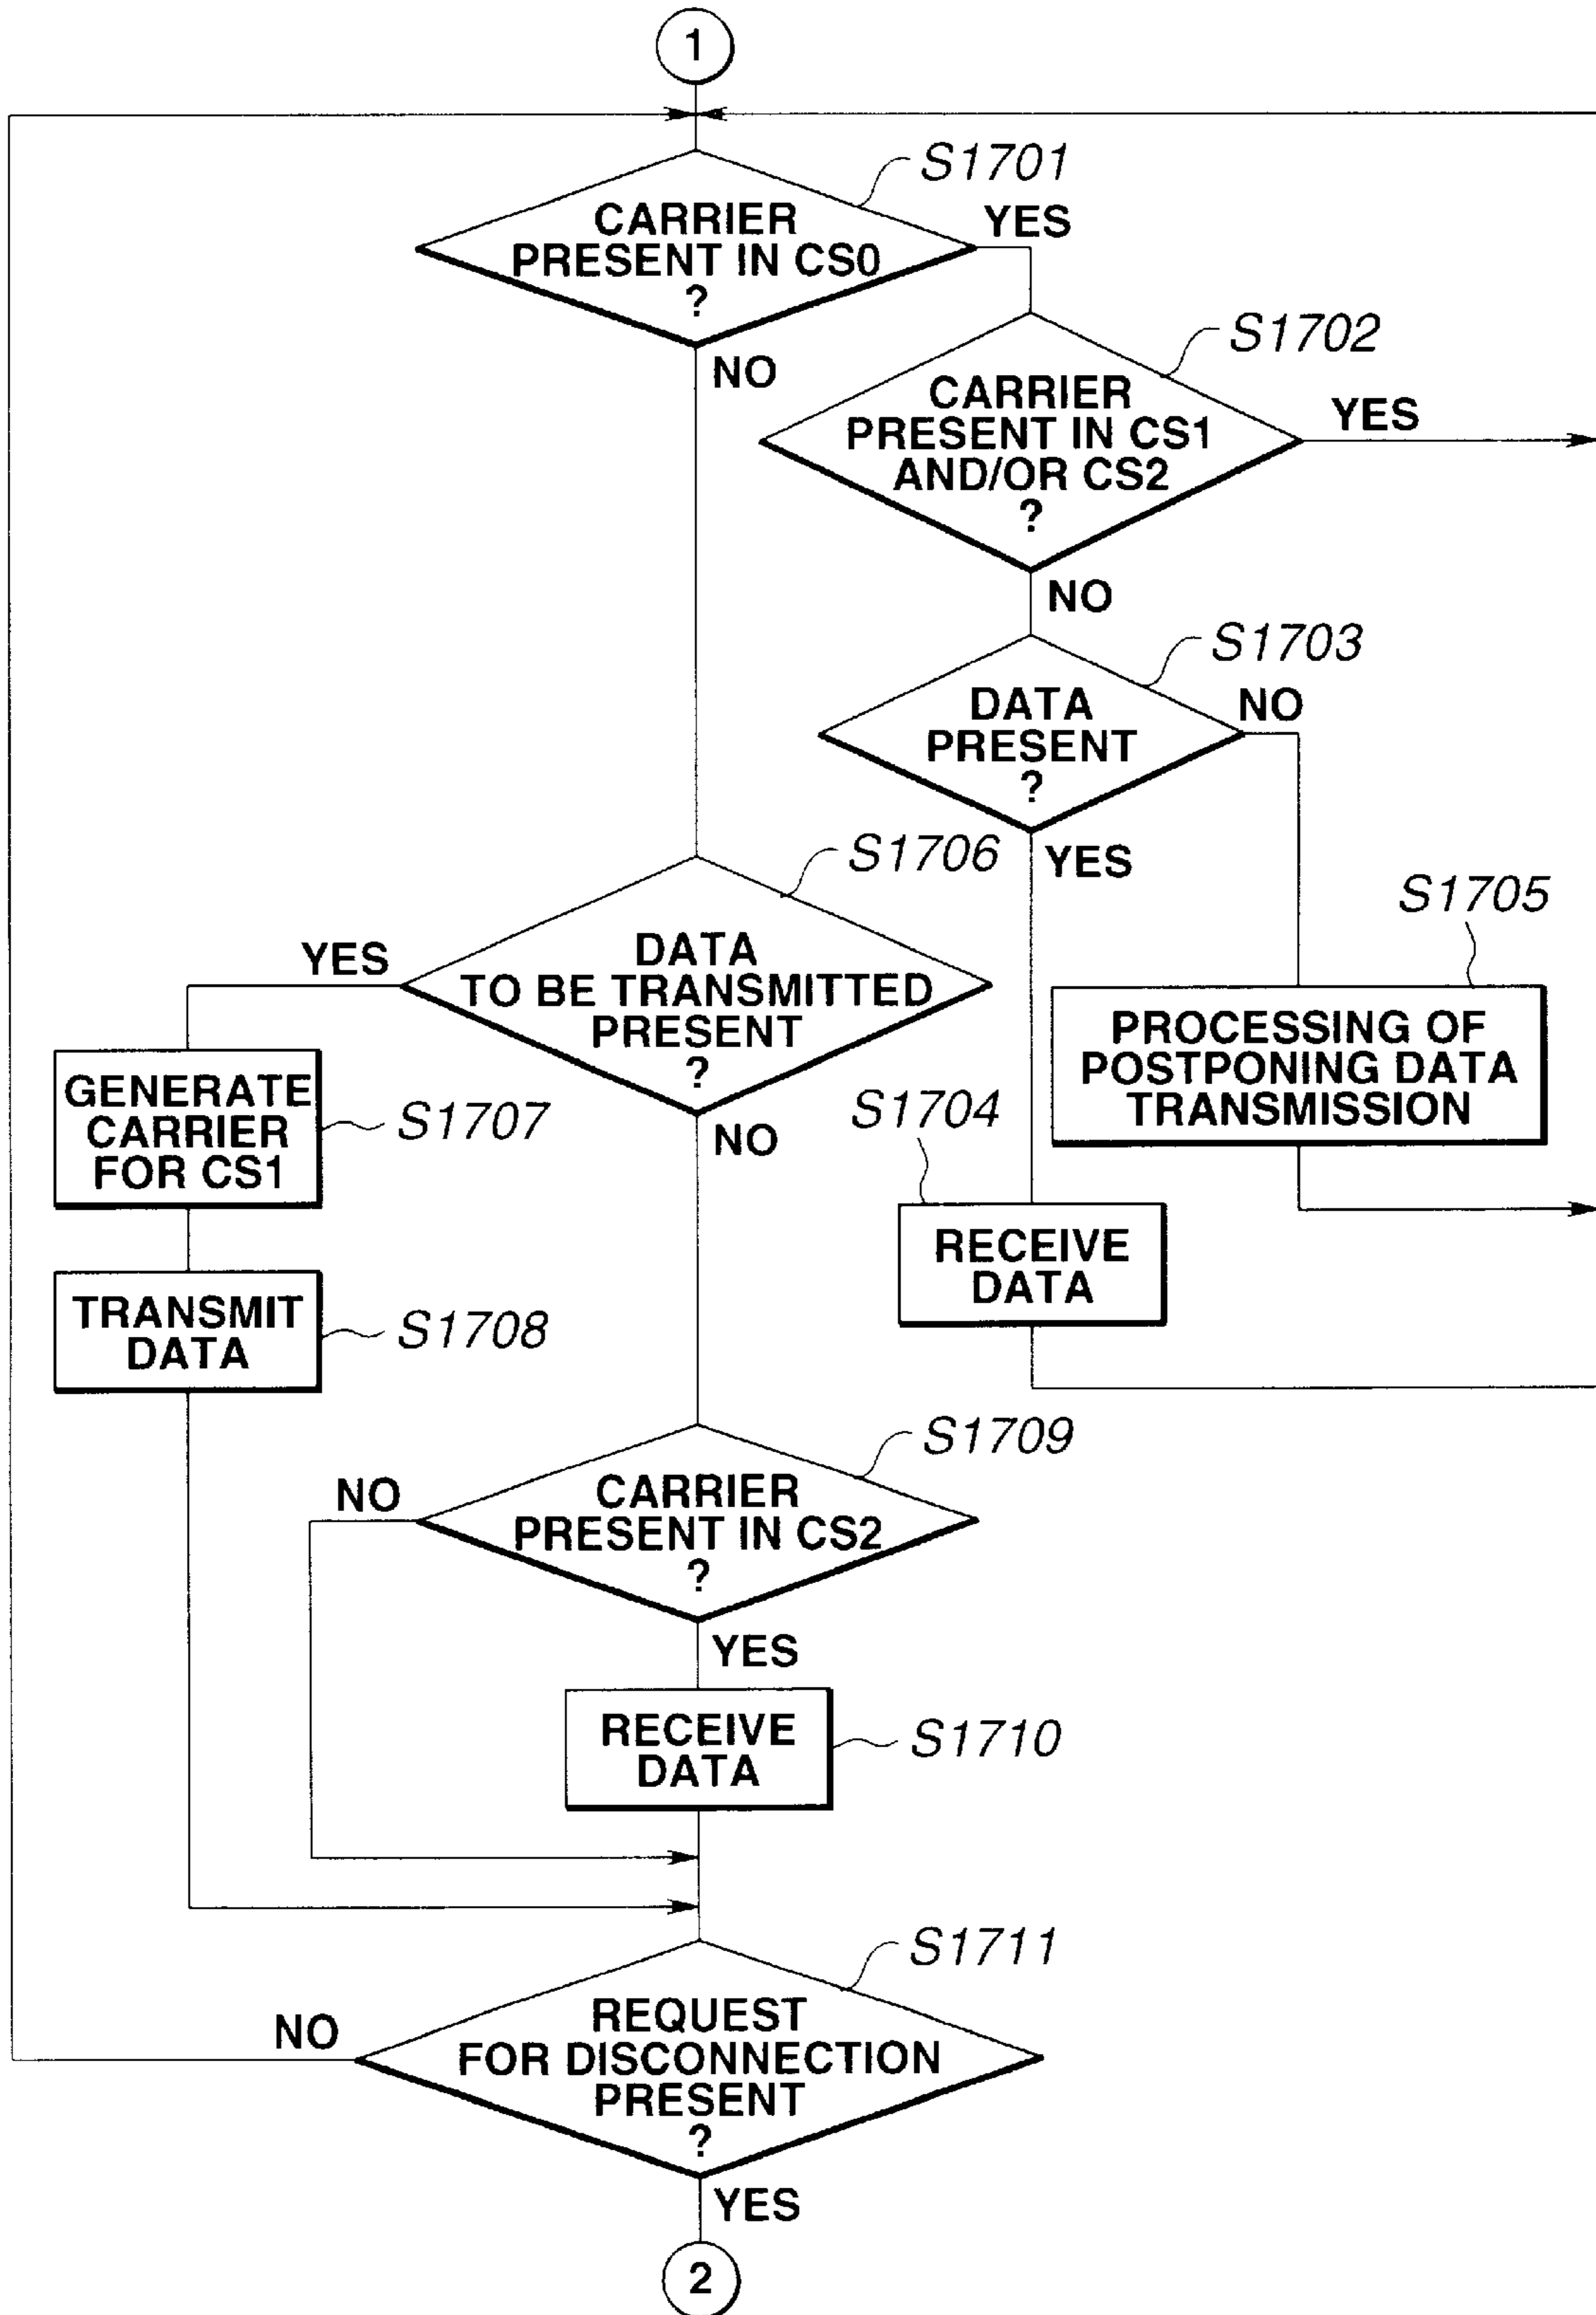 1
S1701
CARRIER
PRESENT IN CS0
?
YES
NO
S1702
CARRIER
PRESENT IN CS1
AND/OR CS2
?
YES
NO
S1703
DATA
PRESENT
?
NO
YES
S1706
DATA
TO BE TRANSMITTED
PRESENT
?
YES
NO
S1705
PROCESSING OF
POSTPONING DATA
TRANSMISSION
GENERATE
CARRIER
FOR CS1
S1707
S1704
RECEIVE
DATA
TRANSMIT
DATA
S1708
S1709
CARRIER
PRESENT IN CS2
?
NO
YES
RECEIVE
DATA
S1710
S1711
REQUEST
FOR DISCONNECTION
PRESENT
?
NO
YES
2